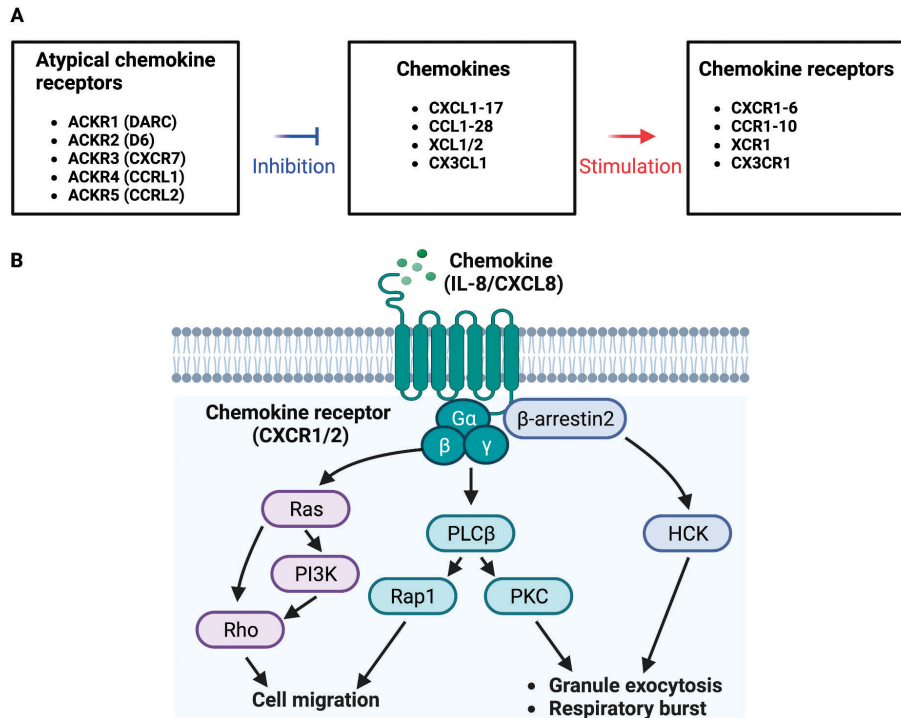 A
Atypical chemokine
receptors
• ACKR1 (DARC)
• ACKR2 (D6)
• ACKR3 (CXCR7)
• ACKR4 (CCRL1)
• ACKR5 (CCRL2)
Inhibition
Chemokines
• CXCL1-17
• CCL1-28
• XCL1/2
• CX3CL1
Stimulation
Chemokine receptors
• CXCR1-6
• CCR1-10
• XCR1
• CX3CR1
B
Chemokine
(IL-8/CXCL8)
Chemokine receptor
(CXCR1/2)
Gα
β
γ
β-arrestin2
Ras
PI3K
Rho
PLCβ
Rap1
PKC
HCK
Cell migration
• Granule exocytosis
• Respiratory burst